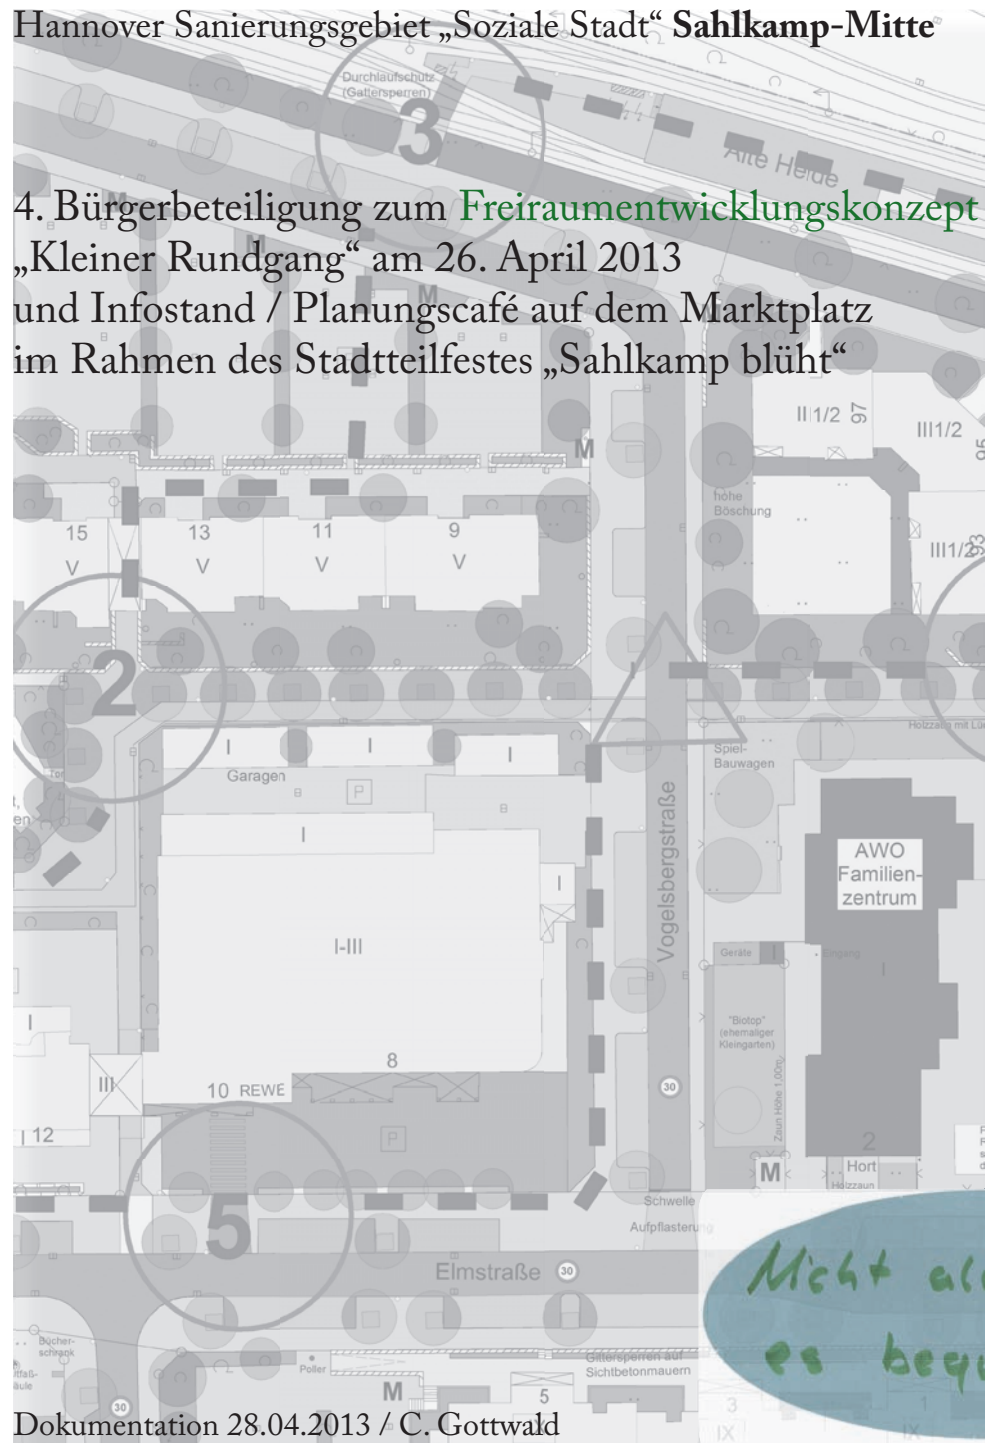 Hannover Sanierungsgebiet „Soziale Stadt“ Sahlkamp-Mitte
Durchlaufschutz
(Gattersperren)
3
Alte Heide
4. Bürgerbeteiligung zum Freiraumentwicklungskonzept
„Kleiner Rundgang“ am 26. April 2013
und Infostand / Planungscafé auf dem Marktplatz
im Rahmen des Stadtteilfestes „Sahlkamp blüht“
M
M
M
P
II 1/2 97
III1/2
95
M
hohe
Böschung
15 13 11 9
V V V V
III1/2
93
2
I
Tor
Spiel-
Bauwagen
I I I
Garagen
P
I
Vogelsbergstraße
AWO
Familien-
zentrum
I
I-III
Geräte I Eingang
I
"Biotop"
(ehemaliger
Kleingarten)
Zaun Höhe 1,00m
I
III
8
10 REWE
30
I 12
P
2
M
Hort
Holzzaun
5
Schwelle
Aufpflasterung
Elmstraße 30
Nicht
es
Bücher-
schrank
Poller
Gittersperren auf
Sichtbetonmauern
M
5
3
1
30
IX
IX
IX
Dokumentation 28.04.2013 / C. Gottwald